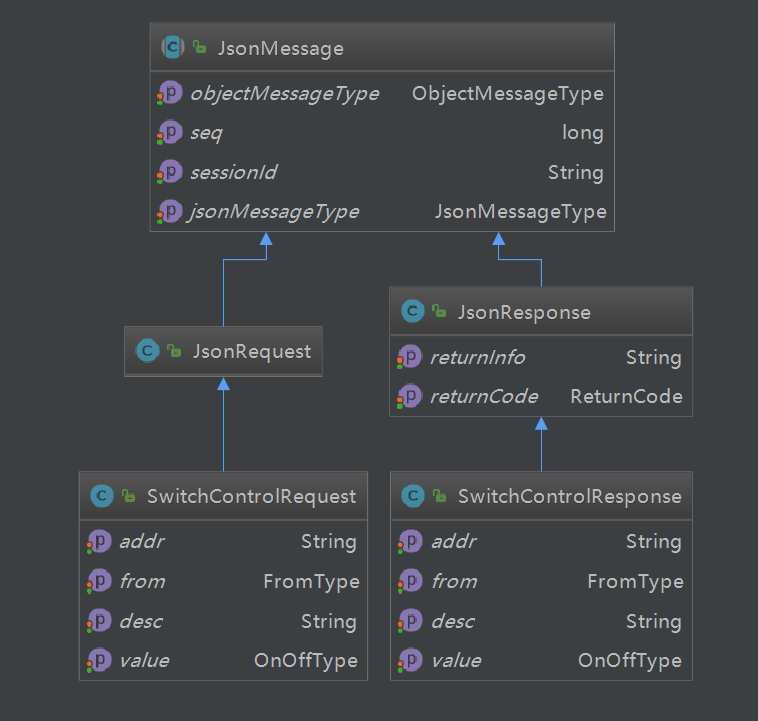 JsonMessage
objectMessageType ObjectMessageType
seq long
sessionId String
jsonMessageType JsonMessageType
JsonRequest
JsonResponse
returnInfo String
returnCode ReturnCode
SwitchControlRequest
addr String
from FromType
desc String
value OnOffType
SwitchControlResponse
addr String
from FromType
desc String
value OnOffType